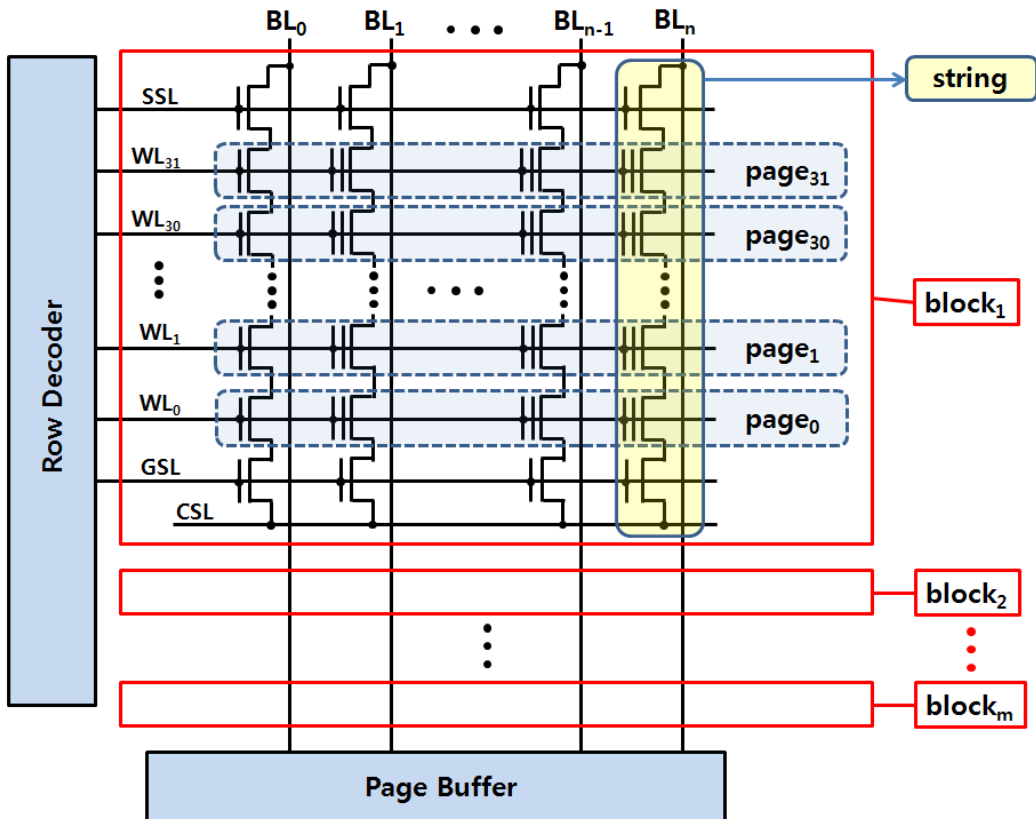 BL0 BL1 • • • BLn-1 BLn
string
SSL
WL31 page31
WL30 page30
block1
WL1 page1
WL0 page0
GSL
CSL
Row Decoder
block2
blockm
Page Buffer